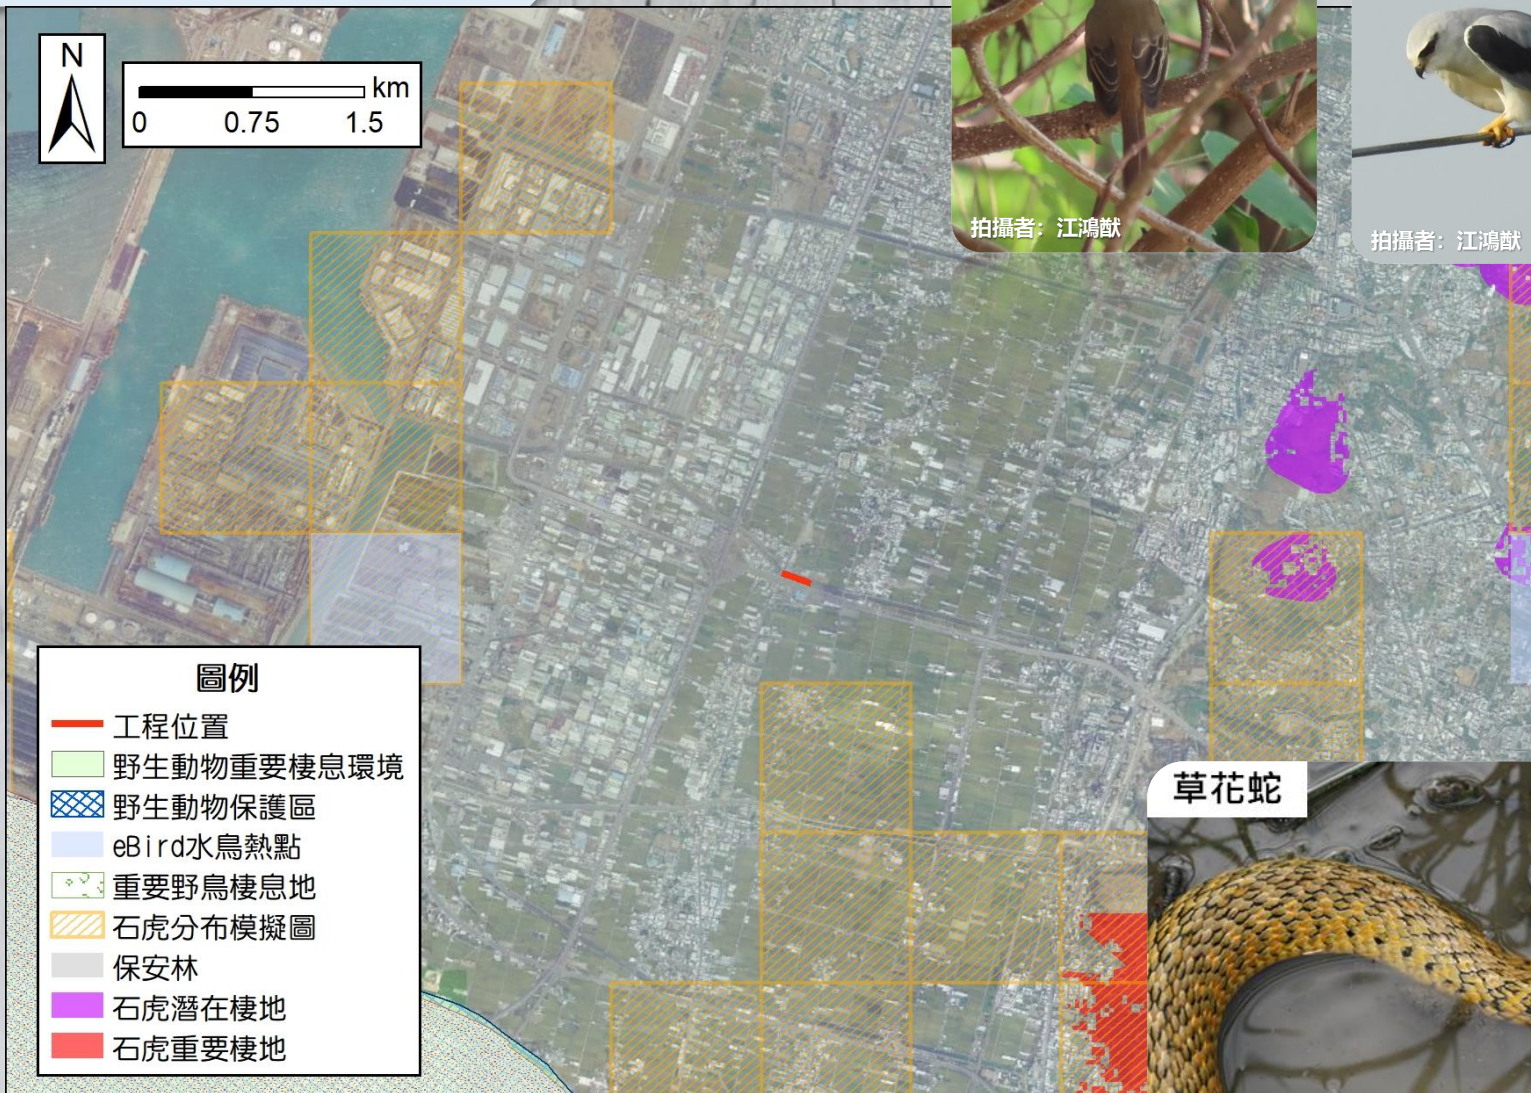 N
km
0 0.75 1.5
拍攝者：江鴻猷
拍攝者：江鴻猷
圖例
工程位置
野生動物重要棲息環境
野生動物保護區
eBird水鳥熱點
重要野鳥棲息地
石虎分布模擬圖
保安林
石虎潛在棲地
石虎重要棲地
草花蛇